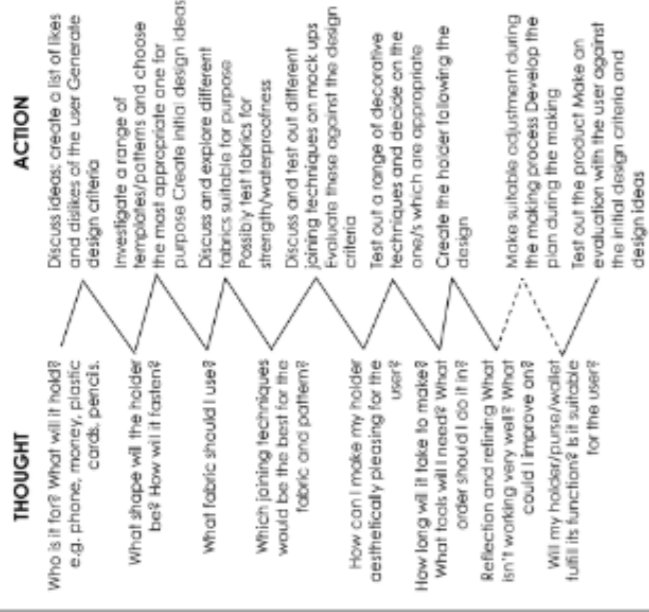 THOUGHT
Who is it for? What will it hold?
e.g. phone, money, plastic
cards, pencils.
What shape will the holder
be? How wil it fasten?
What fabric should I use?
Which joining techniques
would be the best for the
fabric and pattern?
How can I make my holder
aesthetically pleasing for the
user?
How long will it take to make?
What tools will I need? What
order should I do it in?
Reflection and refining What
isn't working very well? What
could I improve on?
Will my holder/purse/wallet
fulfil its function? Is it suitable
for the user?
ACTION
Discuss ideas: create a list of likes
and dislikes of the user Generate
design criteria
Investigate a range of
templates/patterns and choose
the most appropriate one for
purpose Create initial design ideas
Discuss and explore different
fabrics suitable for purpose
Possibly test fabrics for
strength/waterproofness
Discuss and test out different
joining techniques on mock ups
Evaluate these against the design
criteria
Test out a range of decorative
techniques and decide on the
one/s which are appropriate
Create the holder following the
design
Make suitable adjustment during
the making process Develop the
plan during the making
Test out the product Make an
evaluation with the user against
the initial design criteria and
design ideas